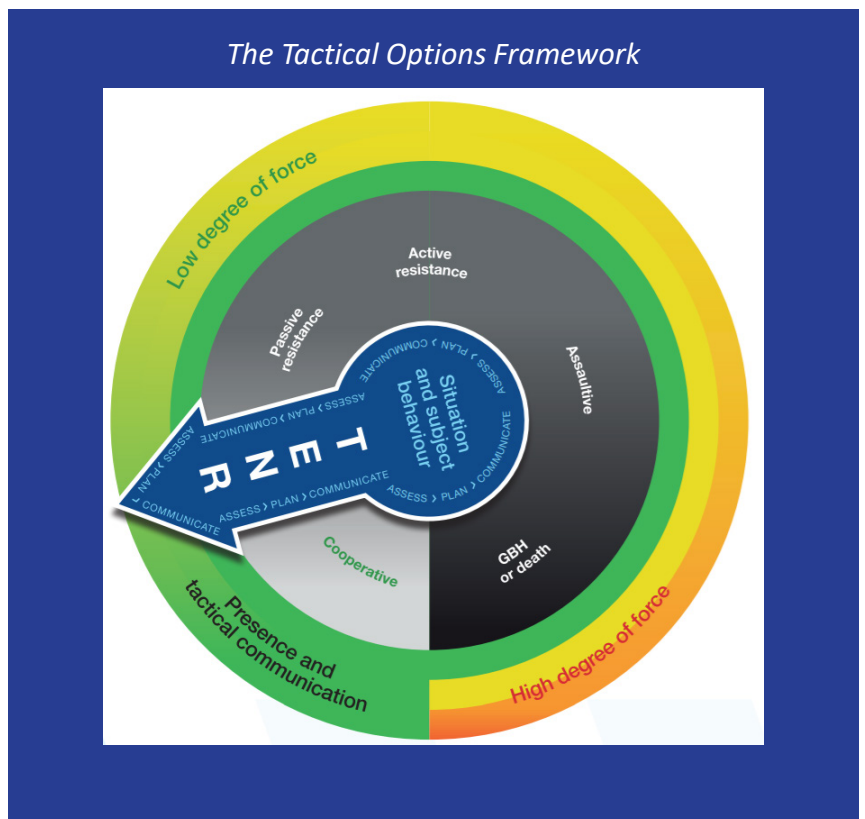 The Tactical Options Framework
Low degree of force
Active
resistance
Passive
resistance
Assaultive
COMMUNICATE
ASSESS > PLAN > COMMUNICATE
Situation
and subject
behaviour
ASSESS > PLAN > COMMUNICATE
ASSESS > PLAN > COMMUNICATE
TENR
ASSESS > PLAN > COMMUNICATE
ASSESS > PLAN > COMMUNICATE
Cooperative
GBH
or death
Presence and
tactical communication
High degree of force